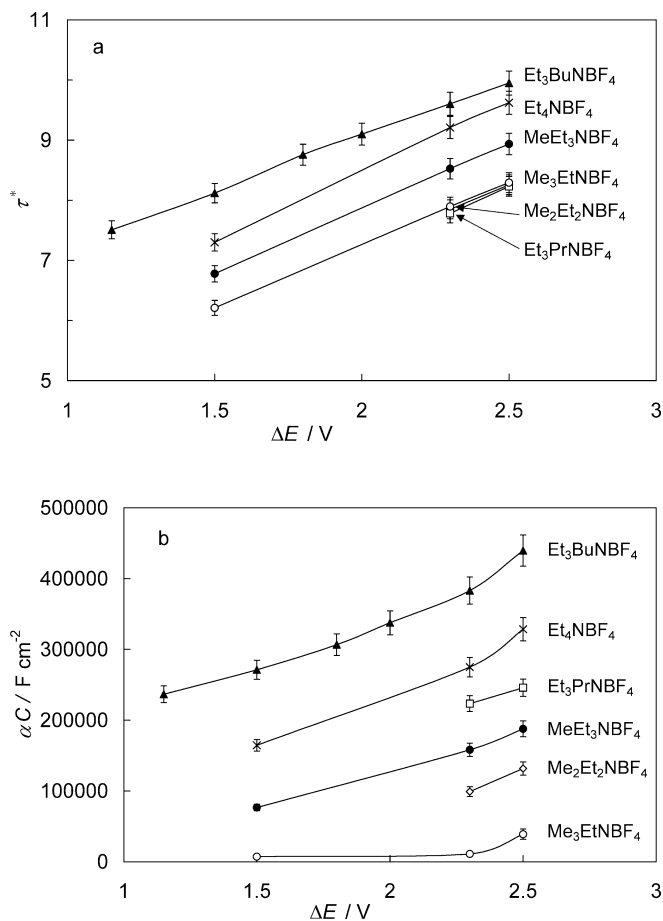 a
11
9
7
5
τ*
Et₃BuNBF₄
Et₄NBF₄
MeEt₃NBF₄
Me₃EtNBF₄
Me₂Et₂NBF₄
Et₃PrNBF₄
1 1.5 2 2.5 3
ΔE / V
b
500000
400000
300000
200000
100000
0
αC / F cm⁻²
Et₃BuNBF₄
Et₄NBF₄
Et₃PrNBF₄
MeEt₃NBF₄
Me₂Et₂NBF₄
Me₃EtNBF₄
1 1.5 2 2.5 3
ΔE / V